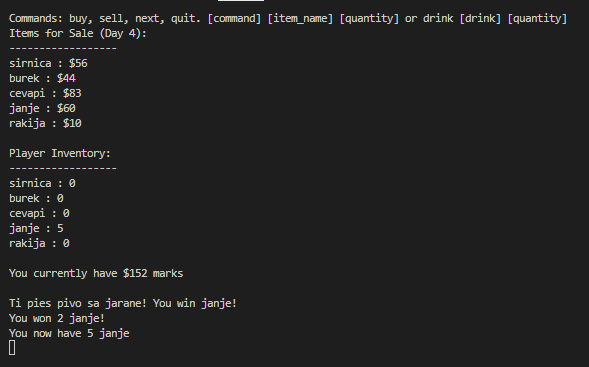 Commands: buy, sell, next, quit. [command] [item_name] [quantity] or drink [drink] [quantity]
Items for Sale (Day 4):
------------------
sirnica : $56
burek : $44
cevapi : $83
janje : $60
rakija : $10
Player Inventory:
------------------
sirnica : 0
burek : 0
cevapi : 0
janje : 5
rakija : 0
You currently have $152 marks
Ti pies pivo sa jarane! You win janje!
You won 2 janje!
You now have 5 janje